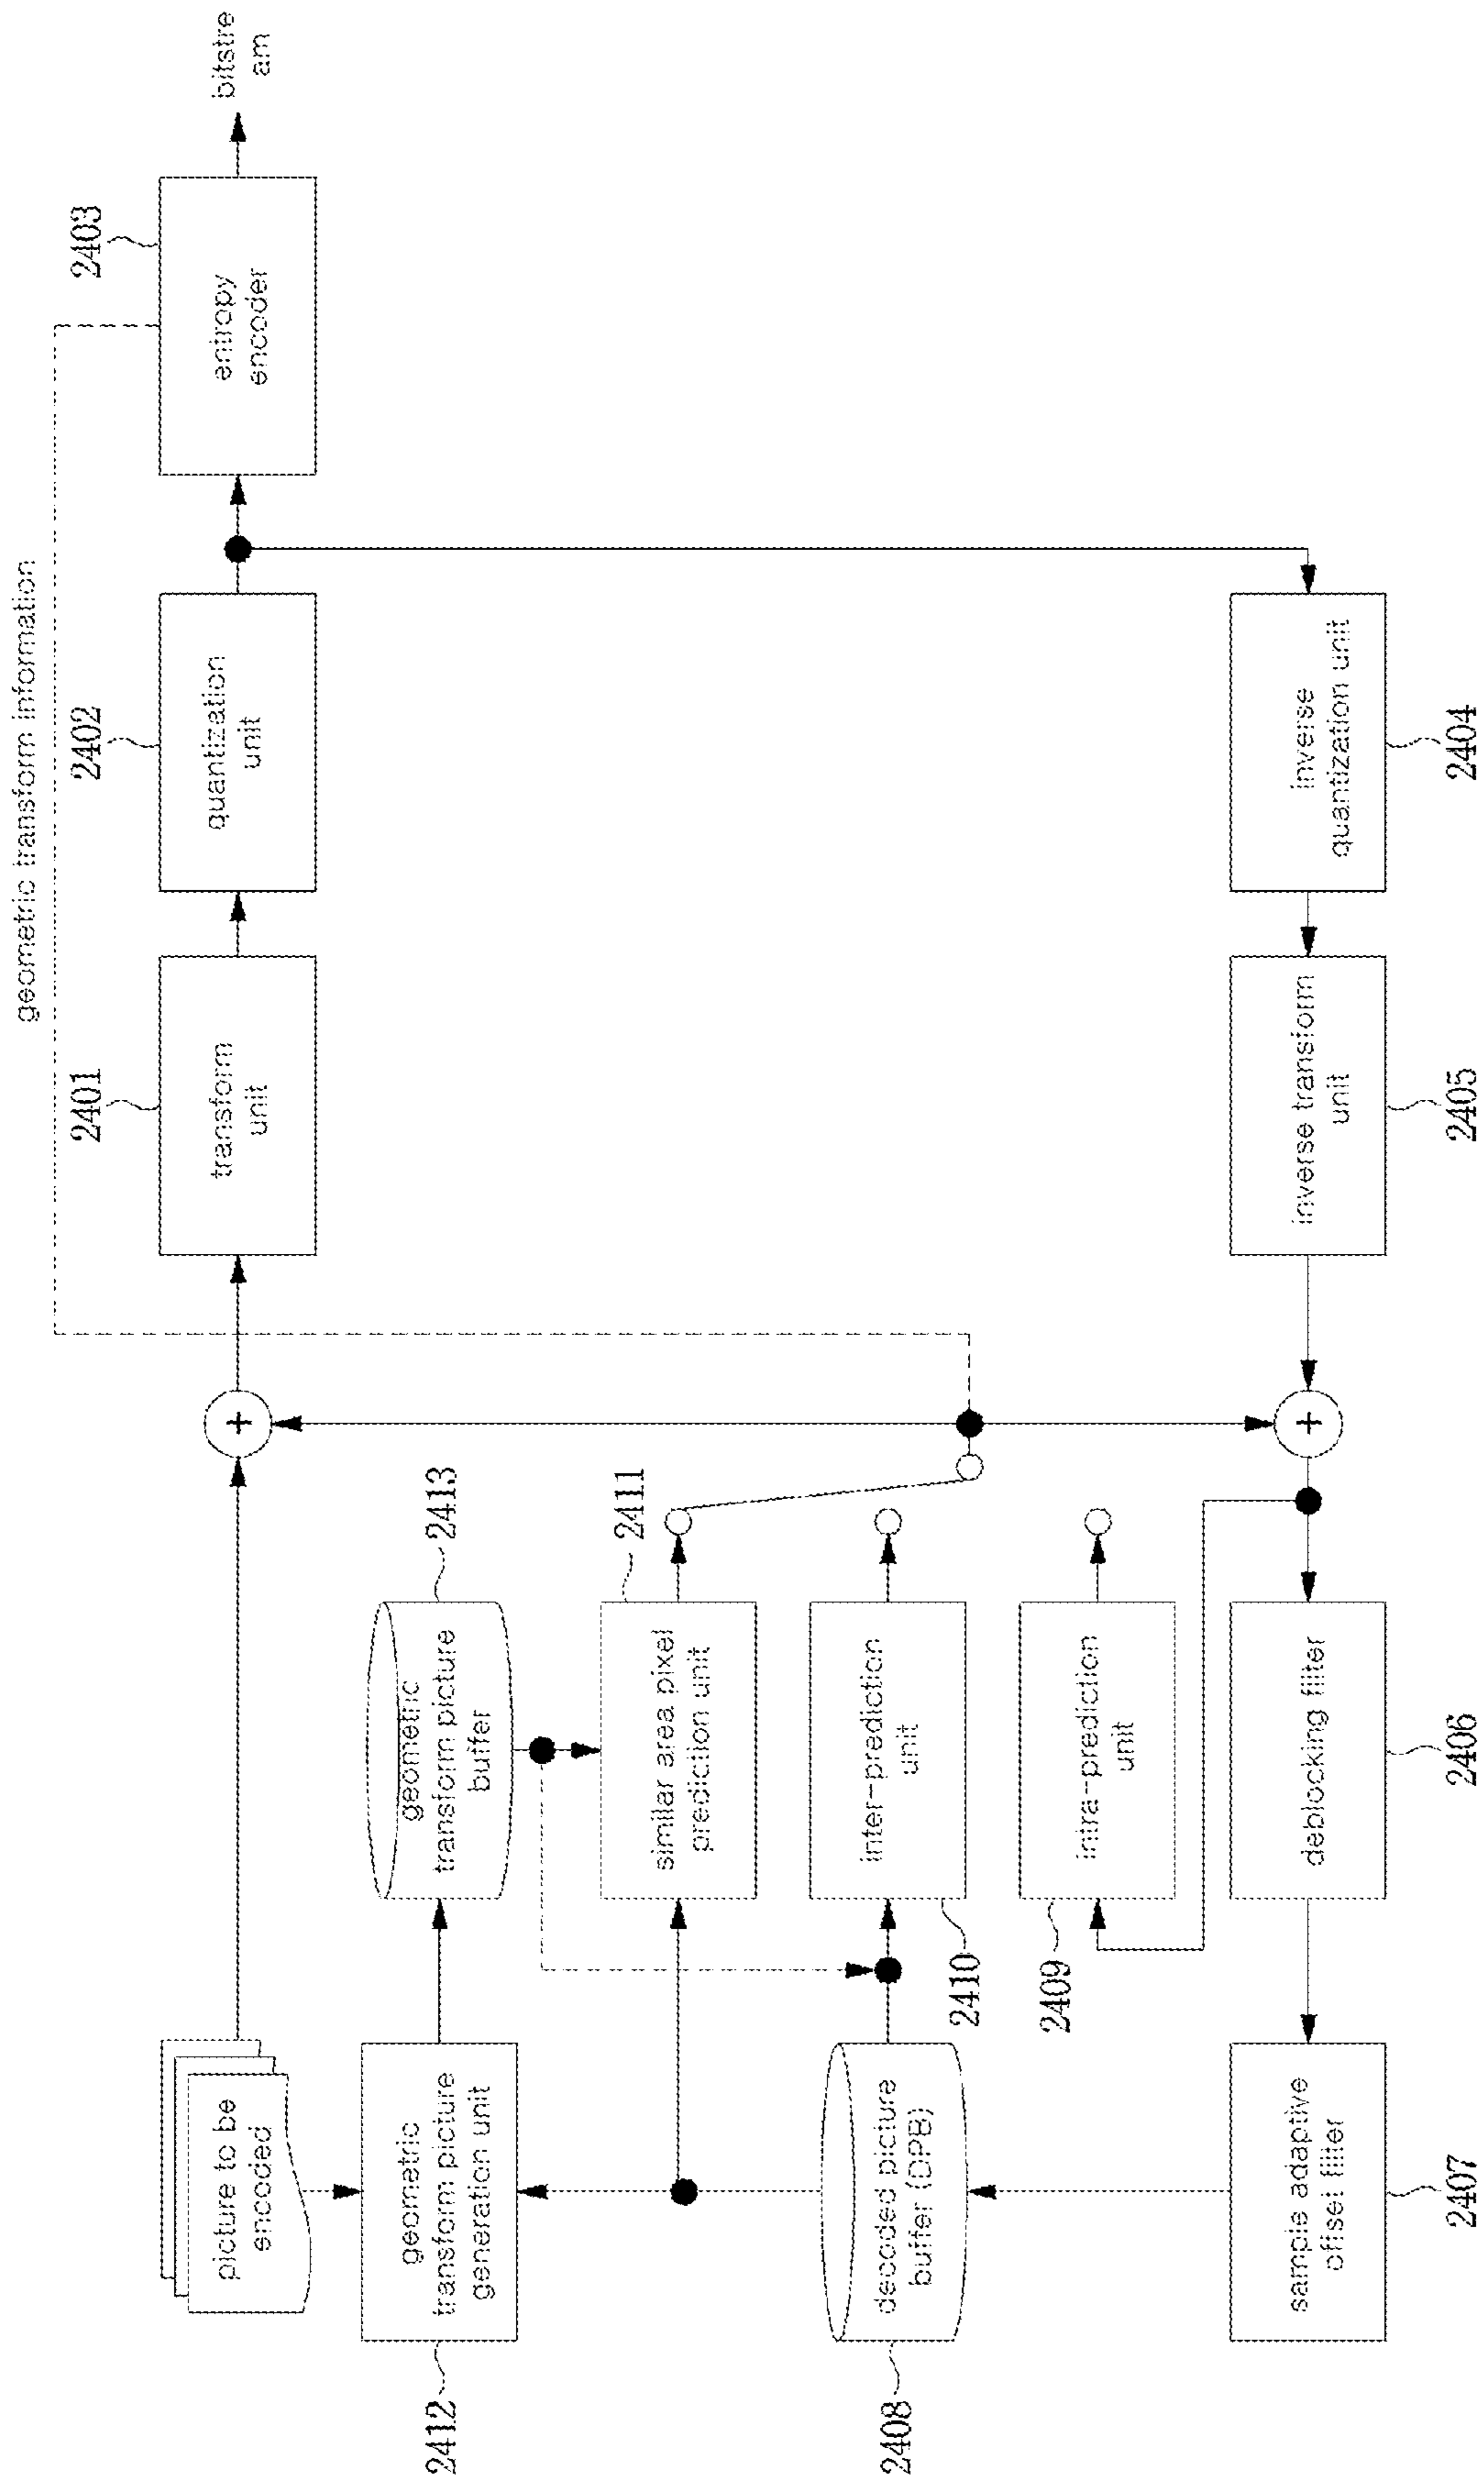 geometric transform information
2401
2402
2403
picture to be
encoded
transform
unit
quantization
unit
entropy
encoder
bitstre
am
2412
geometric
transform picture
generation unit
geometric
transform picture
buffer
2413
similar area pixel
prediction unit
2411
2408
decoded picture
buffer (DPB)
inter-prediction
unit
2410
intra-prediction
unit
2409
sample adaptive
offset filter
deblocking filter
inverse transform
unit
inverse
quantization unit
2407
2406
2405
2404
+
+